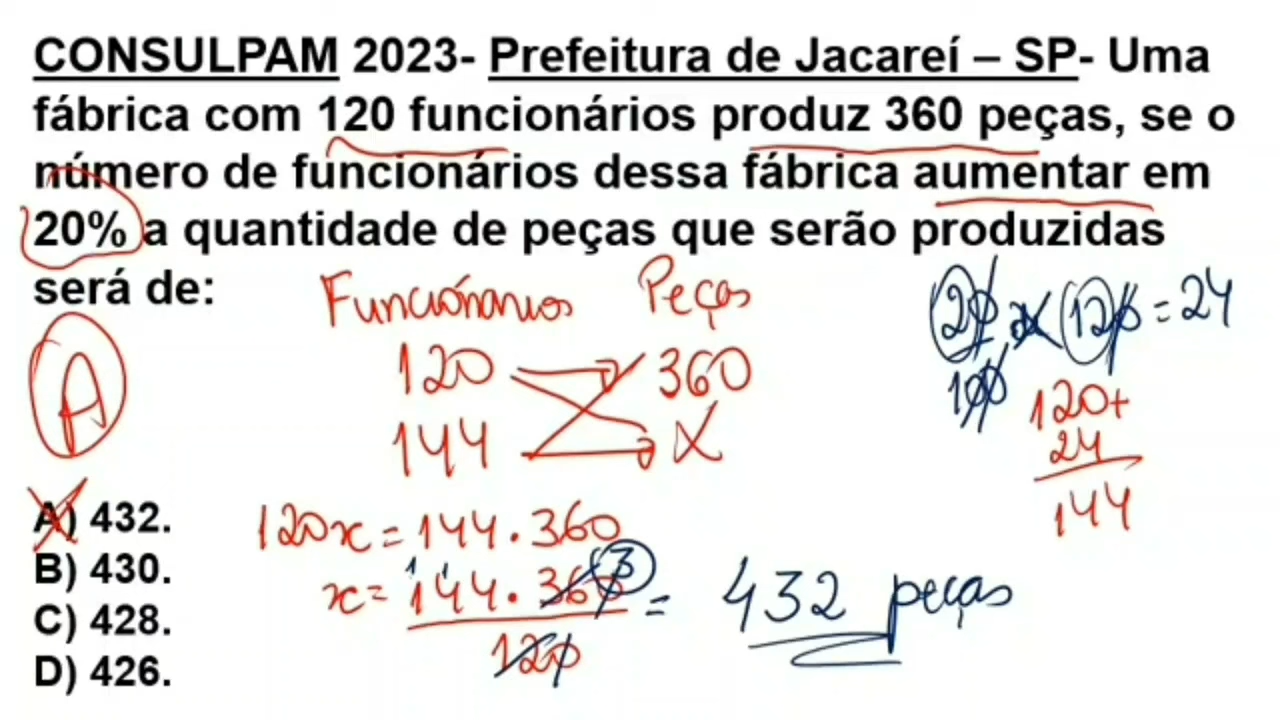 CONSULPAM 2023- Prefeitura de Jacareí – SP- Uma
fábrica com 120 funcionários produz 360 peças, se o
número de funcionários dessa fábrica aumentar em
20% a quantidade de peças que serão produzidas
será de:
Funcionários Peças
120 360
144 x
20 x 120 = 24
100
120+
24
144
A
A) 432.
B) 430.
C) 428.
D) 426.
120x = 144 . 360
x = 144 . 360 3 = 432 peças
120